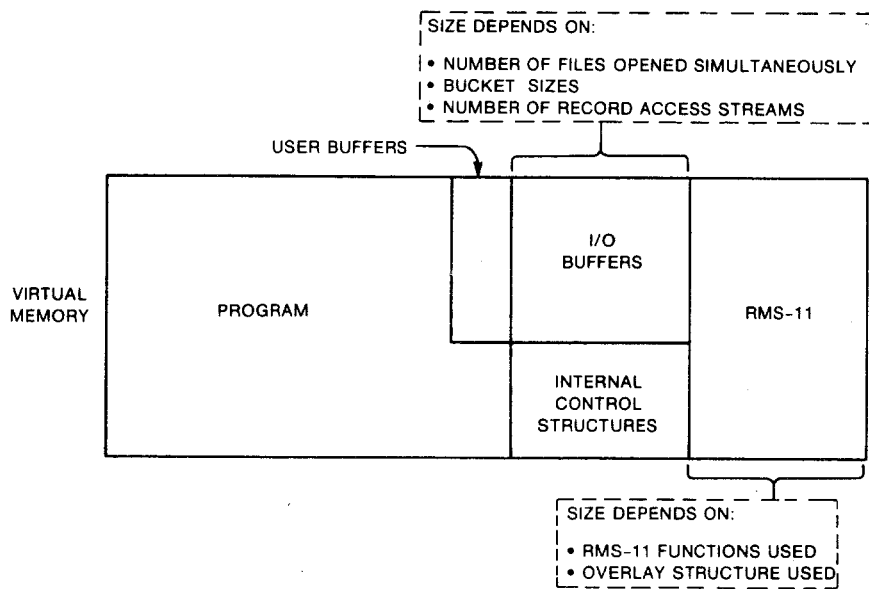 SIZE DEPENDS ON:
• NUMBER OF FILES OPENED SIMULTANEOUSLY
• BUCKET SIZES
• NUMBER OF RECORD ACCESS STREAMS
USER BUFFERS
VIRTUAL
MEMORY
PROGRAM
I/O
BUFFERS
RMS-11
INTERNAL
CONTROL
STRUCTURES
SIZE DEPENDS ON:
• RMS-11 FUNCTIONS USED
• OVERLAY STRUCTURE USED